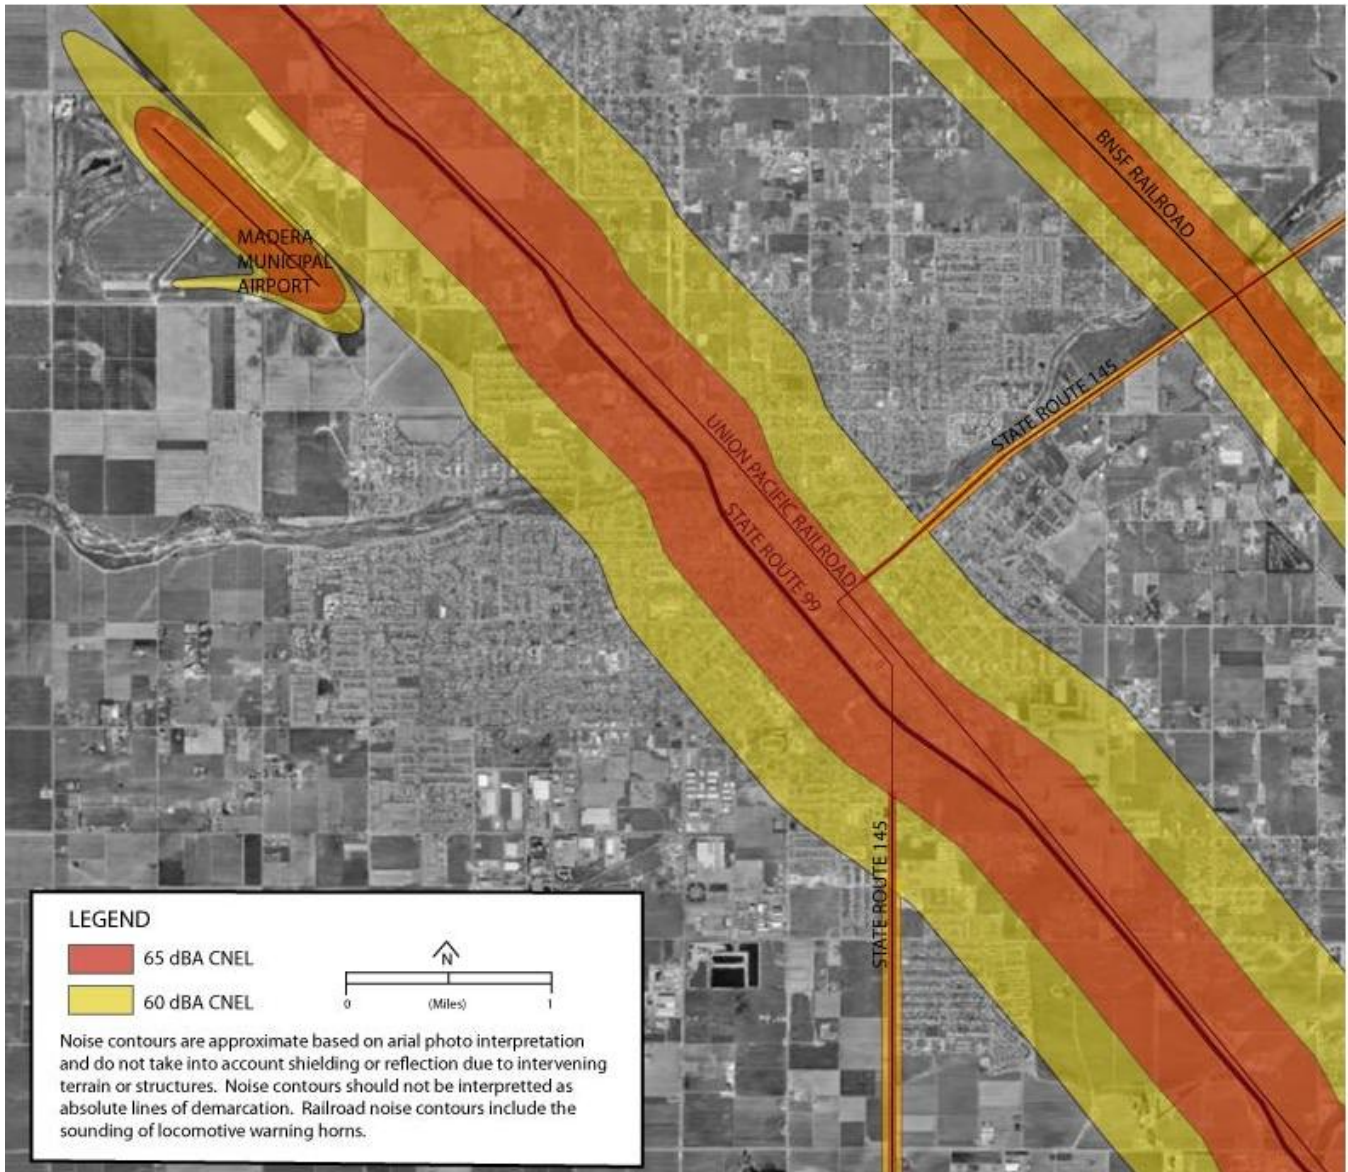 BNSF RAILROAD
MADERA
MUNICIPAL
AIRPORT
STATE ROUTE 145
UNION PACIFIC RAILROAD
STATE ROUTE 99
STATE ROUTE 145
LEGEND
65 dBA CNEL
60 dBA CNEL
N
0 (Miles) 1
Noise contours are approximate based on arial photo interpretation
and do not take into account shielding or reflection due to intervening
terrain or structures. Noise contours should not be interpretted as
absolute lines of demarcation. Railroad noise contours include the
sounding of locomotive warning horns.